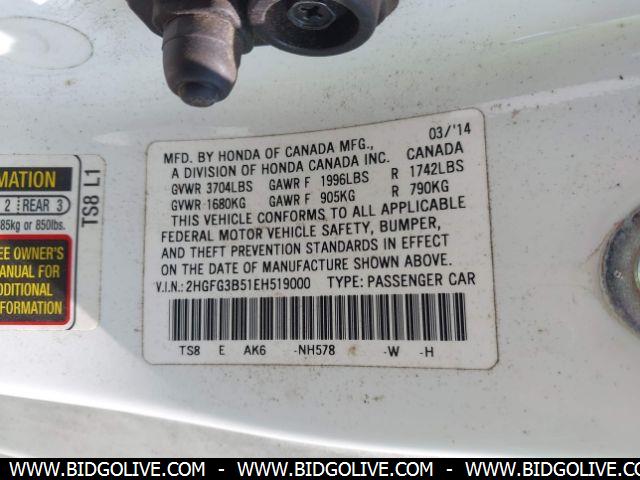 MATION
2 REAR 3
85kg or 850lbs.
EE OWNER'S
ANUAL FOR
DDITIONAL
FORMATION
TS8 L1
03/'14
MFD. BY HONDA OF CANADA MFG., CANADA
A DIVISION OF HONDA CANADA INC.
GVWR 3704LBS GAWR F 1996LBS R 1742LBS
GVWR 1680KG GAWR F 905KG R 790KG
THIS VEHICLE CONFORMS TO ALL APPLICABLE
FEDERAL MOTOR VEHICLE SAFETY, BUMPER,
AND THEFT PREVENTION STANDARDS IN EFFECT
ON THE DATE OF MANUFACTURE SHOWN ABOVE.
V.I.N.: 2HGFG3B51EH519000 TYPE: PASSENGER CAR
TS8 E AK6 -NH578 -W -H
WWW.BIDGOLIVE.COM - WWW.BIDGOLIVE.COM - WWW.BIDGOLIVE.COM